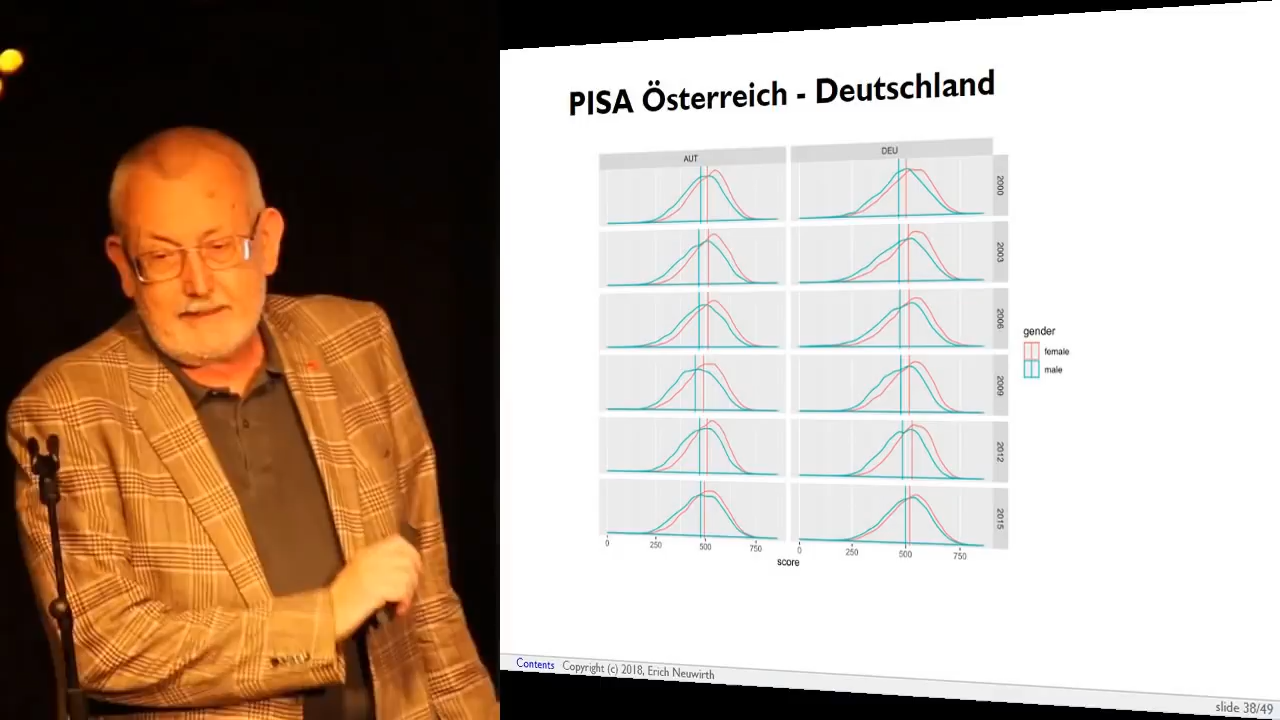 PISA Österreich - Deutschland
AUT
DEU
2000
2003
2006
2009
2012
2015
0
250
500
750
0
250
500
750
score
gender
female
male
Contents Copyright (c) 2018, Erich Neuwirth
slide 38/49